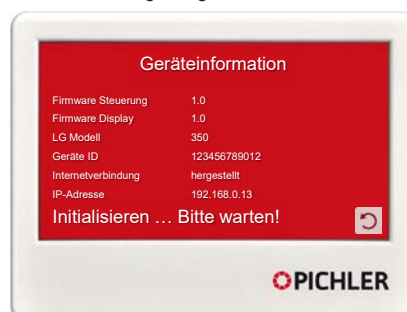 Geräteinformation
Firmware Steuerung 1.0
Firmware Display 1.0
LG Modell 350
Geräte ID 123456789012
Internetverbindung hergestellt
IP-Adresse 192.168.0.13
Initialisieren … Bitte warten!
PICHLER